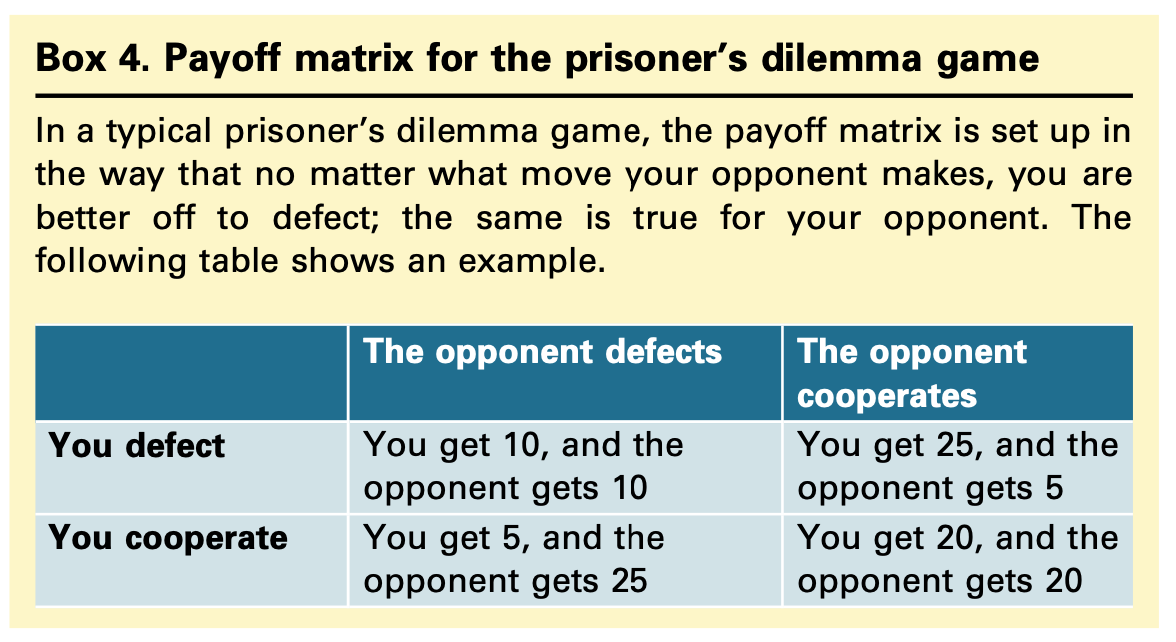 Box 4. Payoff matrix for the prisoner's dilemma game
In a typical prisoner's dilemma game, the payoff matrix is set up in
the way that no matter what move your opponent makes, you are
better off to defect; the same is true for your opponent. The
following table shows an example.
The opponent defects
The opponent
cooperates
You defect
You get 10, and the
opponent gets 10
You get 25, and the
opponent gets 5
You cooperate
You get 5, and the
opponent gets 25
You get 20, and the
opponent gets 20